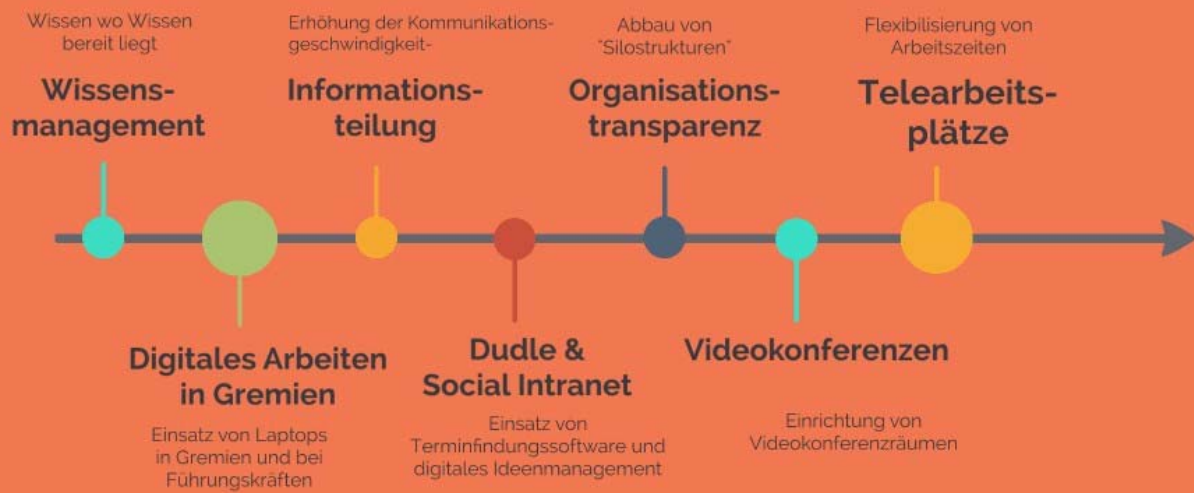 Wissen wo Wissen
bereit liegt
Wissens-
management
Digitales Arbeiten
in Gremien
Einsatz von Laptops
in Gremien und bei
Führungskräften
Erhöhung der Kommunikations-
geschwindigkeit-
Informations-
teilung
Dudle &
Social Intranet
Einsatz von
Terminfindungssoftware und
digitales Ideenmanagement
Abbau von
"Silostrukturen"
Organisations-
transparenz
Videokonferenzen
Einrichtung von
Videokonferenzräumen
Flexibilisierung von
Arbeitszeiten
Telearbeits-
plätze